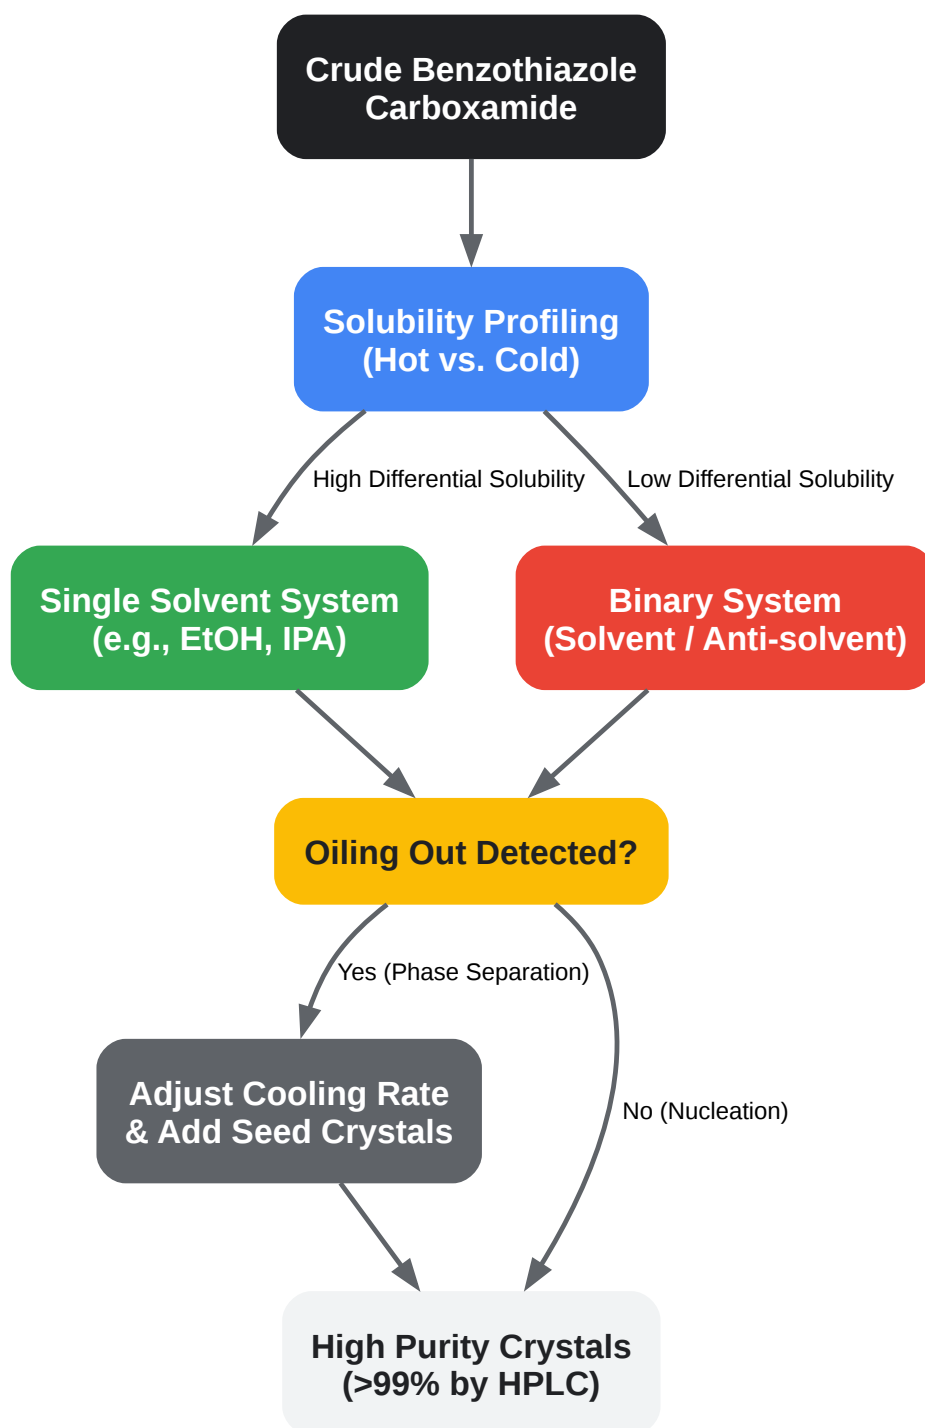 Crude Benzothiazole
Carboxamide
Solubility Profiling
(Hot vs. Cold)
High Differential Solubility
Low Differential Solubility
Single Solvent System
(e.g., EtOH, IPA)
Binary System
(Solvent / Anti-solvent)
Oiling Out Detected?
Yes (Phase Separation)
Adjust Cooling Rate
& Add Seed Crystals
No (Nucleation)
High Purity Crystals
(>99% by HPLC)